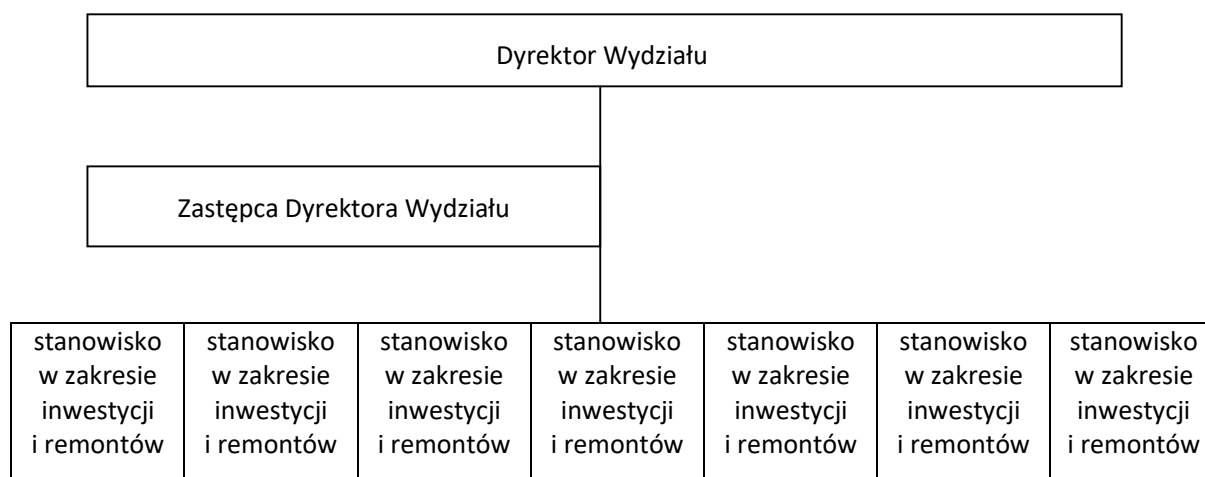 Dyrektor Wydziału
Zastępca Dyrektora Wydziału
stanowisko
w zakresie
inwestycji
i remontów
stanowisko
w zakresie
inwestycji
i remontów
stanowisko
w zakresie
inwestycji
i remontów
stanowisko
w zakresie
inwestycji
i remontów
stanowisko
w zakresie
inwestycji
i remontów
stanowisko
w zakresie
inwestycji
i remontów
stanowisko
w zakresie
inwestycji
i remontów